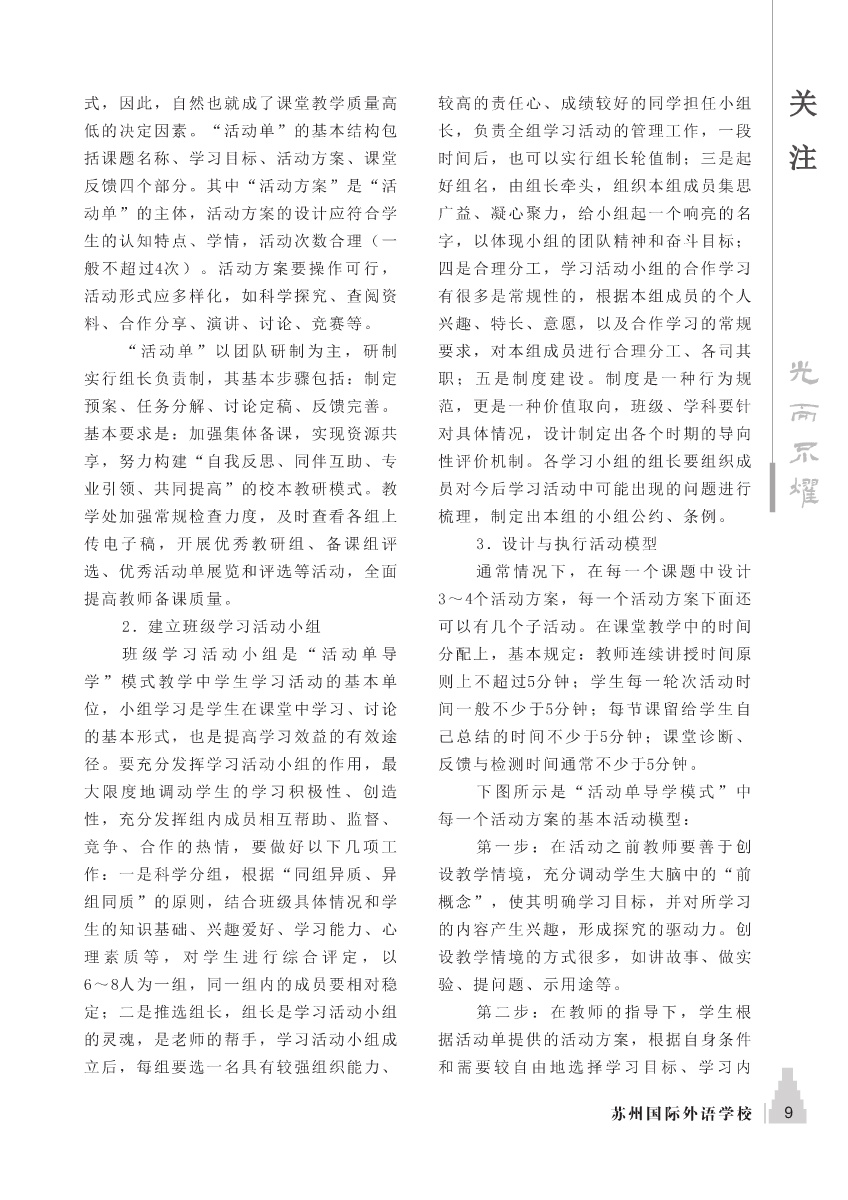 式，因此，自然也就成了课堂教学质量高
低的决定因素。“活动单”的基本结构包
括课题名称、学习目标、活动方案、课堂
反馈四个部分。其中“活动方案”是“活
动单”的主体，活动方案的设计应符合学
生的认知特点、学情，活动次数合理（一
般不超过4次）。活动方案要操作可行，
活动形式应多样化，如科学探究、查阅资
料、合作分享、演讲、讨论、竞赛等。
“活动单”以团队研制为主，研制
实行组长负责制，其基本步骤包括：制定
预案、任务分解、讨论定稿、反馈完善。
基本要求是：加强集体备课，实现资源共
享，努力构建“自我反思、同伴互助、专
业引领、共同提高”的校本教研模式。教
学处加强常规检查力度，及时查看各组上
传电子稿，开展优秀教研组、备课组评
选、优秀活动单展览和评选等活动，全面
提高教师备课质量。
2．建立班级学习活动小组
班级学习活动小组是“活动单导
学”模式教学中学生学习活动的基本单
位，小组学习是学生在课堂中学习、讨论
的基本形式，也是提高学习效益的有效途
径。要充分发挥学习活动小组的作用，最
大限度地调动学生的学习积极性、创造
性，充分发挥组内成员相互帮助、监督、
竞争、合作的热情，要做好以下几项工
作：一是科学分组，根据“同组异质、异
组同质”的原则，结合班级具体情况和学
生的知识基础、兴趣爱好、学习能力、心
理素质等，对学生进行综合评定，以
6～8人为一组，同一组内的成员要相对稳
定；二是推选组长，组长是学习活动小组
的灵魂，是老师的帮手，学习活动小组成
立后，每组要选一名具有较强组织能力、
较高的责任心、成绩较好的同学担任小组
长，负责全组学习活动的管理工作，一段
时间后，也可以实行组长轮值制；三是起
好组名，由组长牵头，组织本组成员集思
广益、凝心聚力，给小组起一个响亮的名
字，以体现小组的团队精神和奋斗目标；
四是合理分工，学习活动小组的合作学习
有很多是常规性的，根据本组成员的个人
兴趣、特长、意愿，以及合作学习的常规
要求，对本组成员进行合理分工、各司其
职；五是制度建设。制度是一种行为规
范，更是一种价值取向，班级、学科要针
对具体情况，设计制定出各个时期的导向
性评价机制。各学习小组的组长要组织成
员对今后学习活动中可能出现的问题进行
梳理，制定出本组的小组公约、条例。
3．设计与执行活动模型
通常情况下，在每一个课题中设计
3～4个活动方案，每一个活动方案下面还
可以有几个子活动。在课堂教学中的时间
分配上，基本规定：教师连续讲授时间原
则上不超过5分钟；学生每一轮次活动时
间一般不少于5分钟；每节课留给学生自
己总结的时间不少于5分钟；课堂诊断、
反馈与检测时间通常不少于5分钟。
下图所示是“活动单导学模式”中
每一个活动方案的基本活动模型：
第一步：在活动之前教师要善于创
设教学情境，充分调动学生大脑中的“前
概念”，使其明确学习目标，并对所学习
的内容产生兴趣，形成探究的驱动力。创
设教学情境的方式很多，如讲故事、做实
验、提问题、示用途等。
第二步：在教师的指导下，学生根
据活动单提供的活动方案，根据自身条件
和需要较自由地选择学习目标、学习内
关注
光而不耀
苏州国际外语学校
9